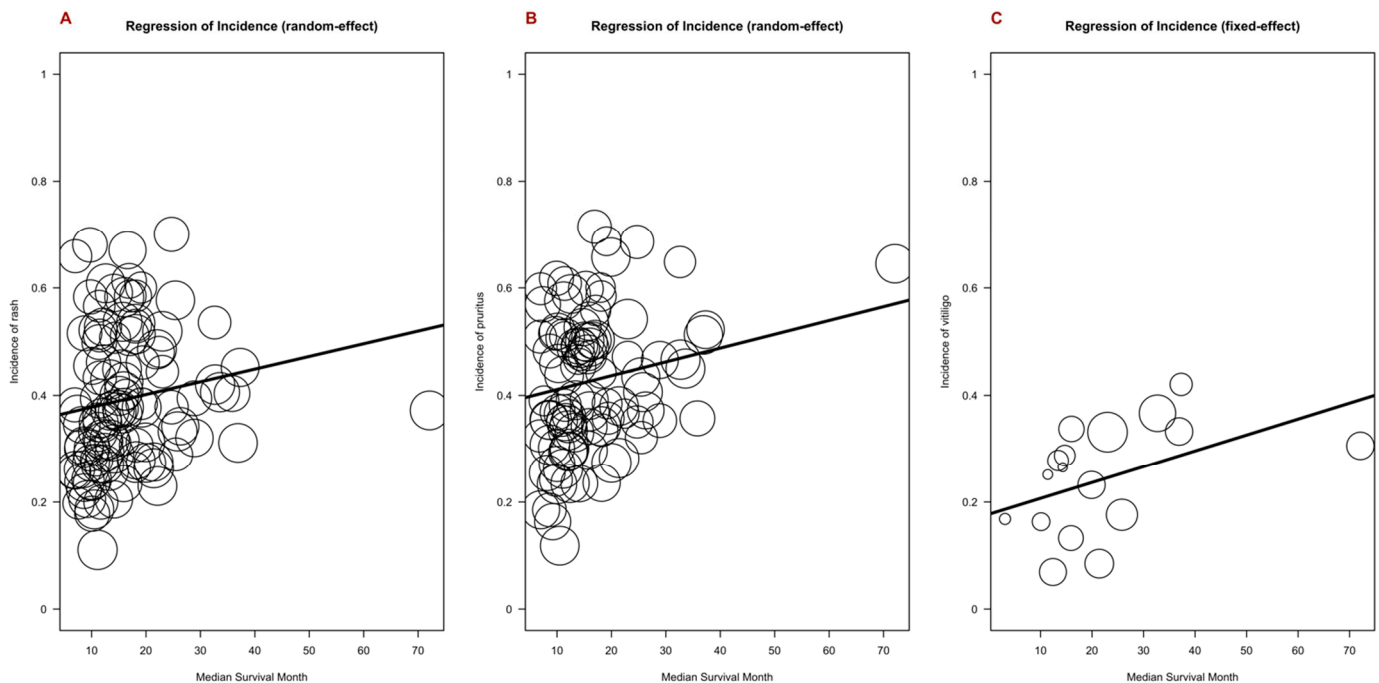 A
Regression of Incidence (random-effect)
Incidence of rash
1
0.8
0.6
0.4
0.2
0
10 20 30 40 50 60 70
Median Survival Month
B
Regression of Incidence (random-effect)
Incidence of pruritus
1
0.8
0.6
0.4
0.2
0
10 20 30 40 50 60 70
Median Survival Month
C
Regression of Incidence (fixed-effect)
Incidence of vitiligo
1
0.8
0.6
0.4
0.2
0
10 20 30 40 50 60 70
Median Survival Month